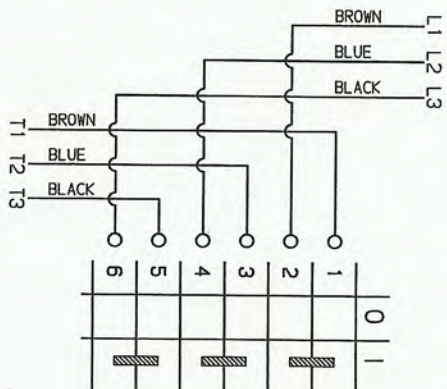 BROWN L1
BLUE L2
BLACK L3
T1 BROWN
T2 BLUE
T3 BLACK
6 5 4 3 2 1
0
I